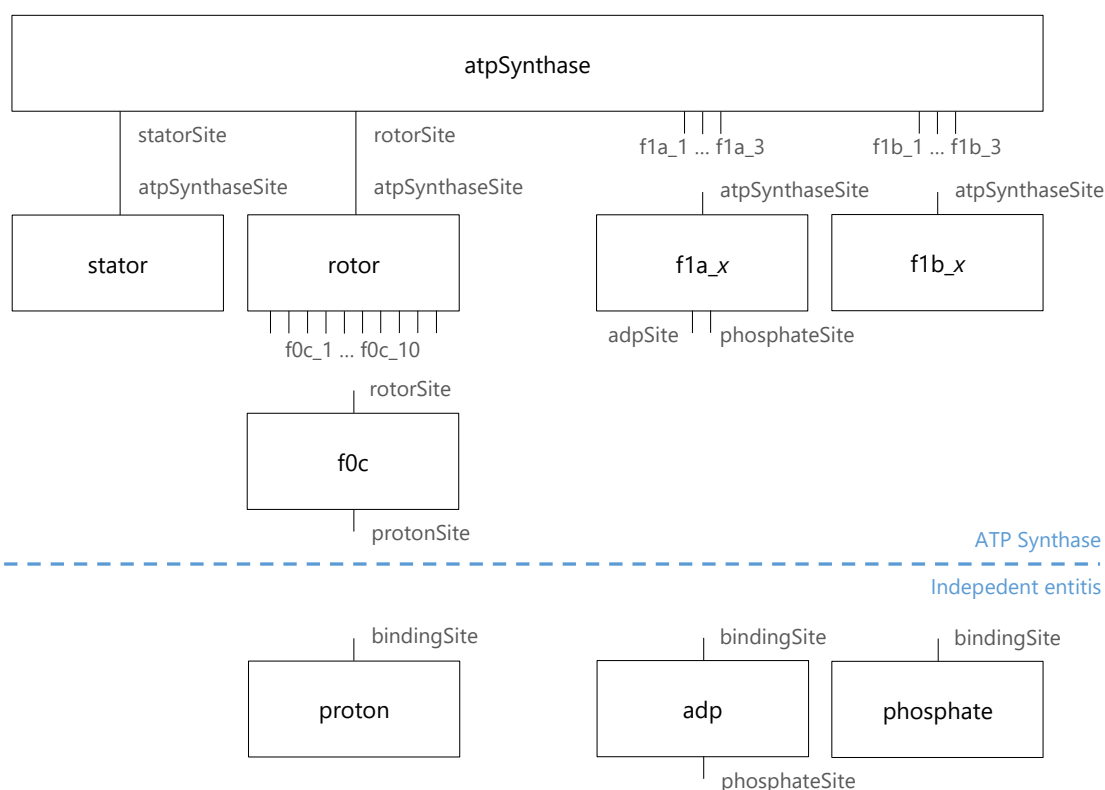 atpSynthase
statorSite rotorSite f1a_1 ... f1a_3 f1b_1 ... f1b_3
atpSynthaseSite atpSynthaseSite atpSynthaseSite atpSynthaseSite
stator rotor f1a_x f1b_x
f0c_1 ... f0c_10 adpSite phosphateSite
rotorSite
f0c
protonSite
ATP Synthase
Indepedent entitis
bindingSite bindingSite bindingSite
proton adp phosphate
phosphateSite